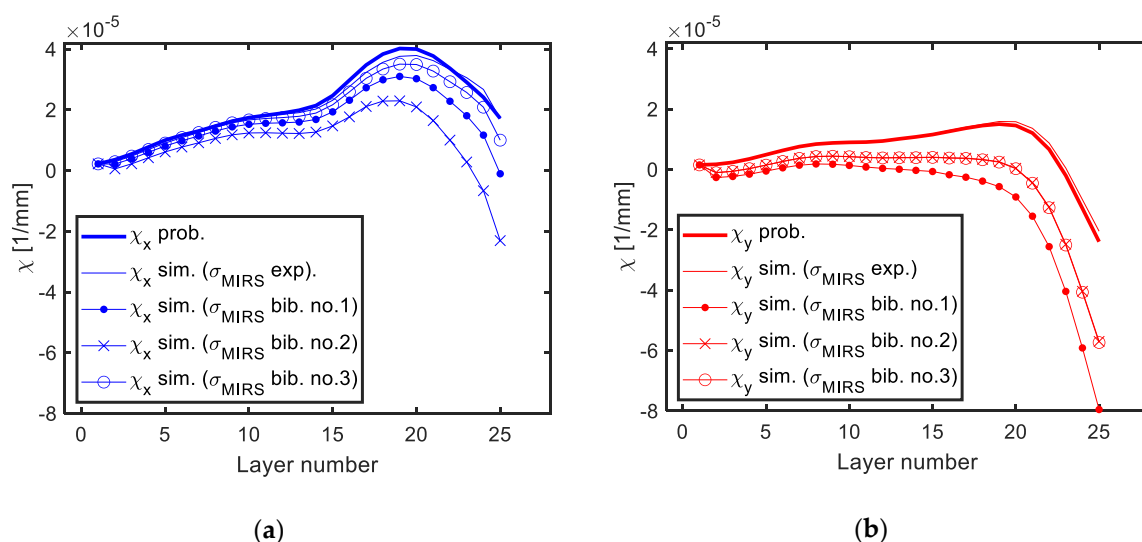 ×10⁻⁵
4
2
0
-2
-4
-6
-8
χ [1/mm]
χx prob.
χx sim. (σMIRS exp).
χx sim. (σMIRS bib. no.1)
χx sim. (σMIRS bib. no.2)
χx sim. (σMIRS bib. no.3)
0 5 10 15 20 25
Layer number
(a)
×10⁻⁵
4
2
0
-2
-4
-6
-8
χ [1/mm]
χy prob.
χy sim. (σMIRS exp.)
χy sim. (σMIRS bib. no.1)
χy sim. (σMIRS bib. no.2)
χy sim. (σMIRS bib. no.3)
0 5 10 15 20 25
Layer number
(b)